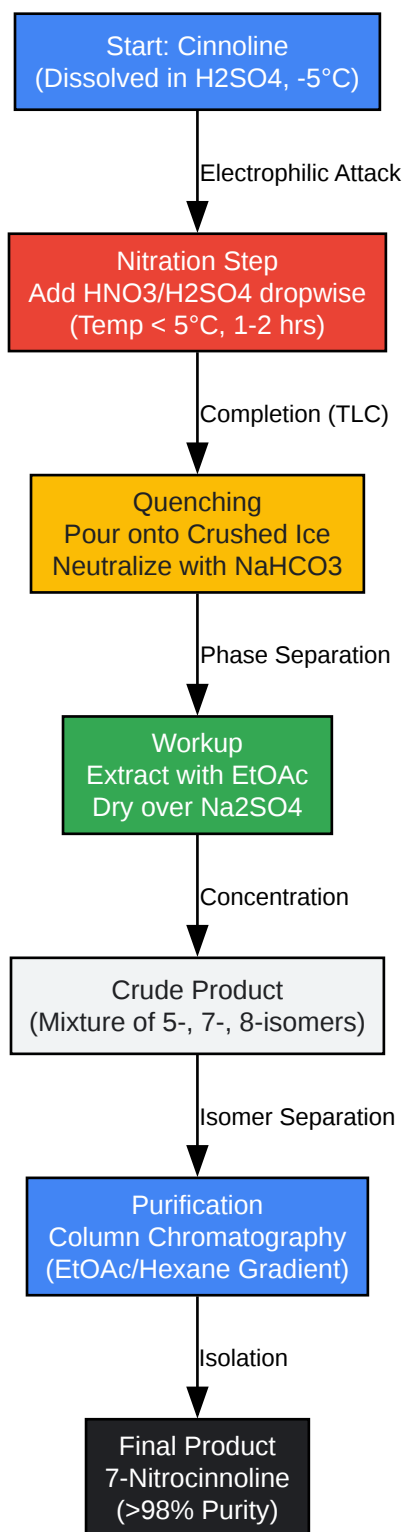 Start: Cinnoline
(Dissolved in H2SO4, -5°C)
Electrophilic Attack
Nitration Step
Add HNO3/H2SO4 dropwise
(Temp < 5°C, 1-2 hrs)
Completion (TLC)
Quenching
Pour onto Crushed Ice
Neutralize with NaHCO3
Phase Separation
Workup
Extract with EtOAc
Dry over Na2SO4
Concentration
Crude Product
(Mixture of 5-, 7-, 8-isomers)
Isomer Separation
Purification
Column Chromatography
(EtOAc/Hexane Gradient)
Isolation
Final Product
7-Nitrocinnoline
(>98% Purity)